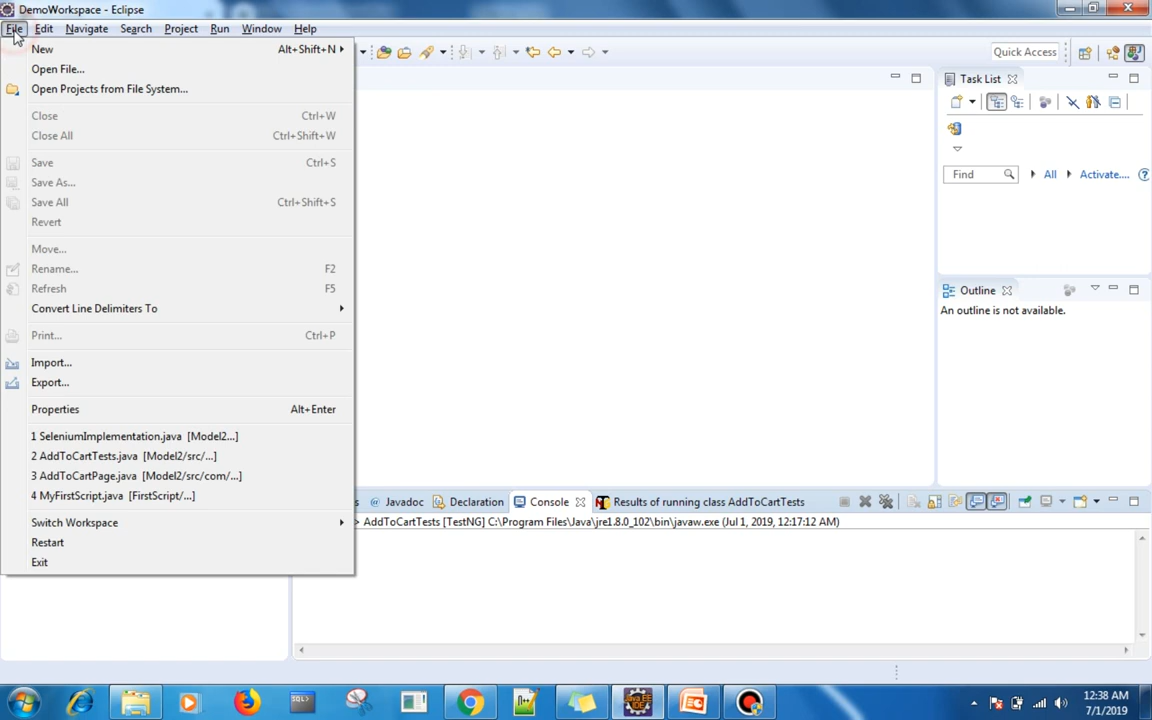 DemoWorkspace - Eclipse
File Edit Navigate Search Project Run Window Help
Quick Access
New Alt+Shift+N
Open File...
Open Projects from File System...
Close Ctrl+W
Close All Ctrl+Shift+W
Save Ctrl+S
Save As...
Save All Ctrl+Shift+S
Revert
Move...
Rename... F2
Refresh F5
Convert Line Delimiters To
Print... Ctrl+P
Import...
Export...
Properties Alt+Enter
1 SeleniumImplementation.java [Model2...]
2 AddToCartTests.java [Model2/src/...]
3 AddToCartPage.java [Model2/src/com/...]
4 MyFirstScript.java [FirstScript/...]
Switch Workspace
Restart
Exit
Task List
Find All Activate....
Outline
An outline is not available.
s @ Javadoc Declaration Console Results of running class AddToCartTests
> AddToCartTests [TestNG] C:\Program Files\Java\jre1.8.0_102\bin\javaw.exe (Jul 1, 2019, 12:17:12 AM)
12:38 AM
7/1/2019